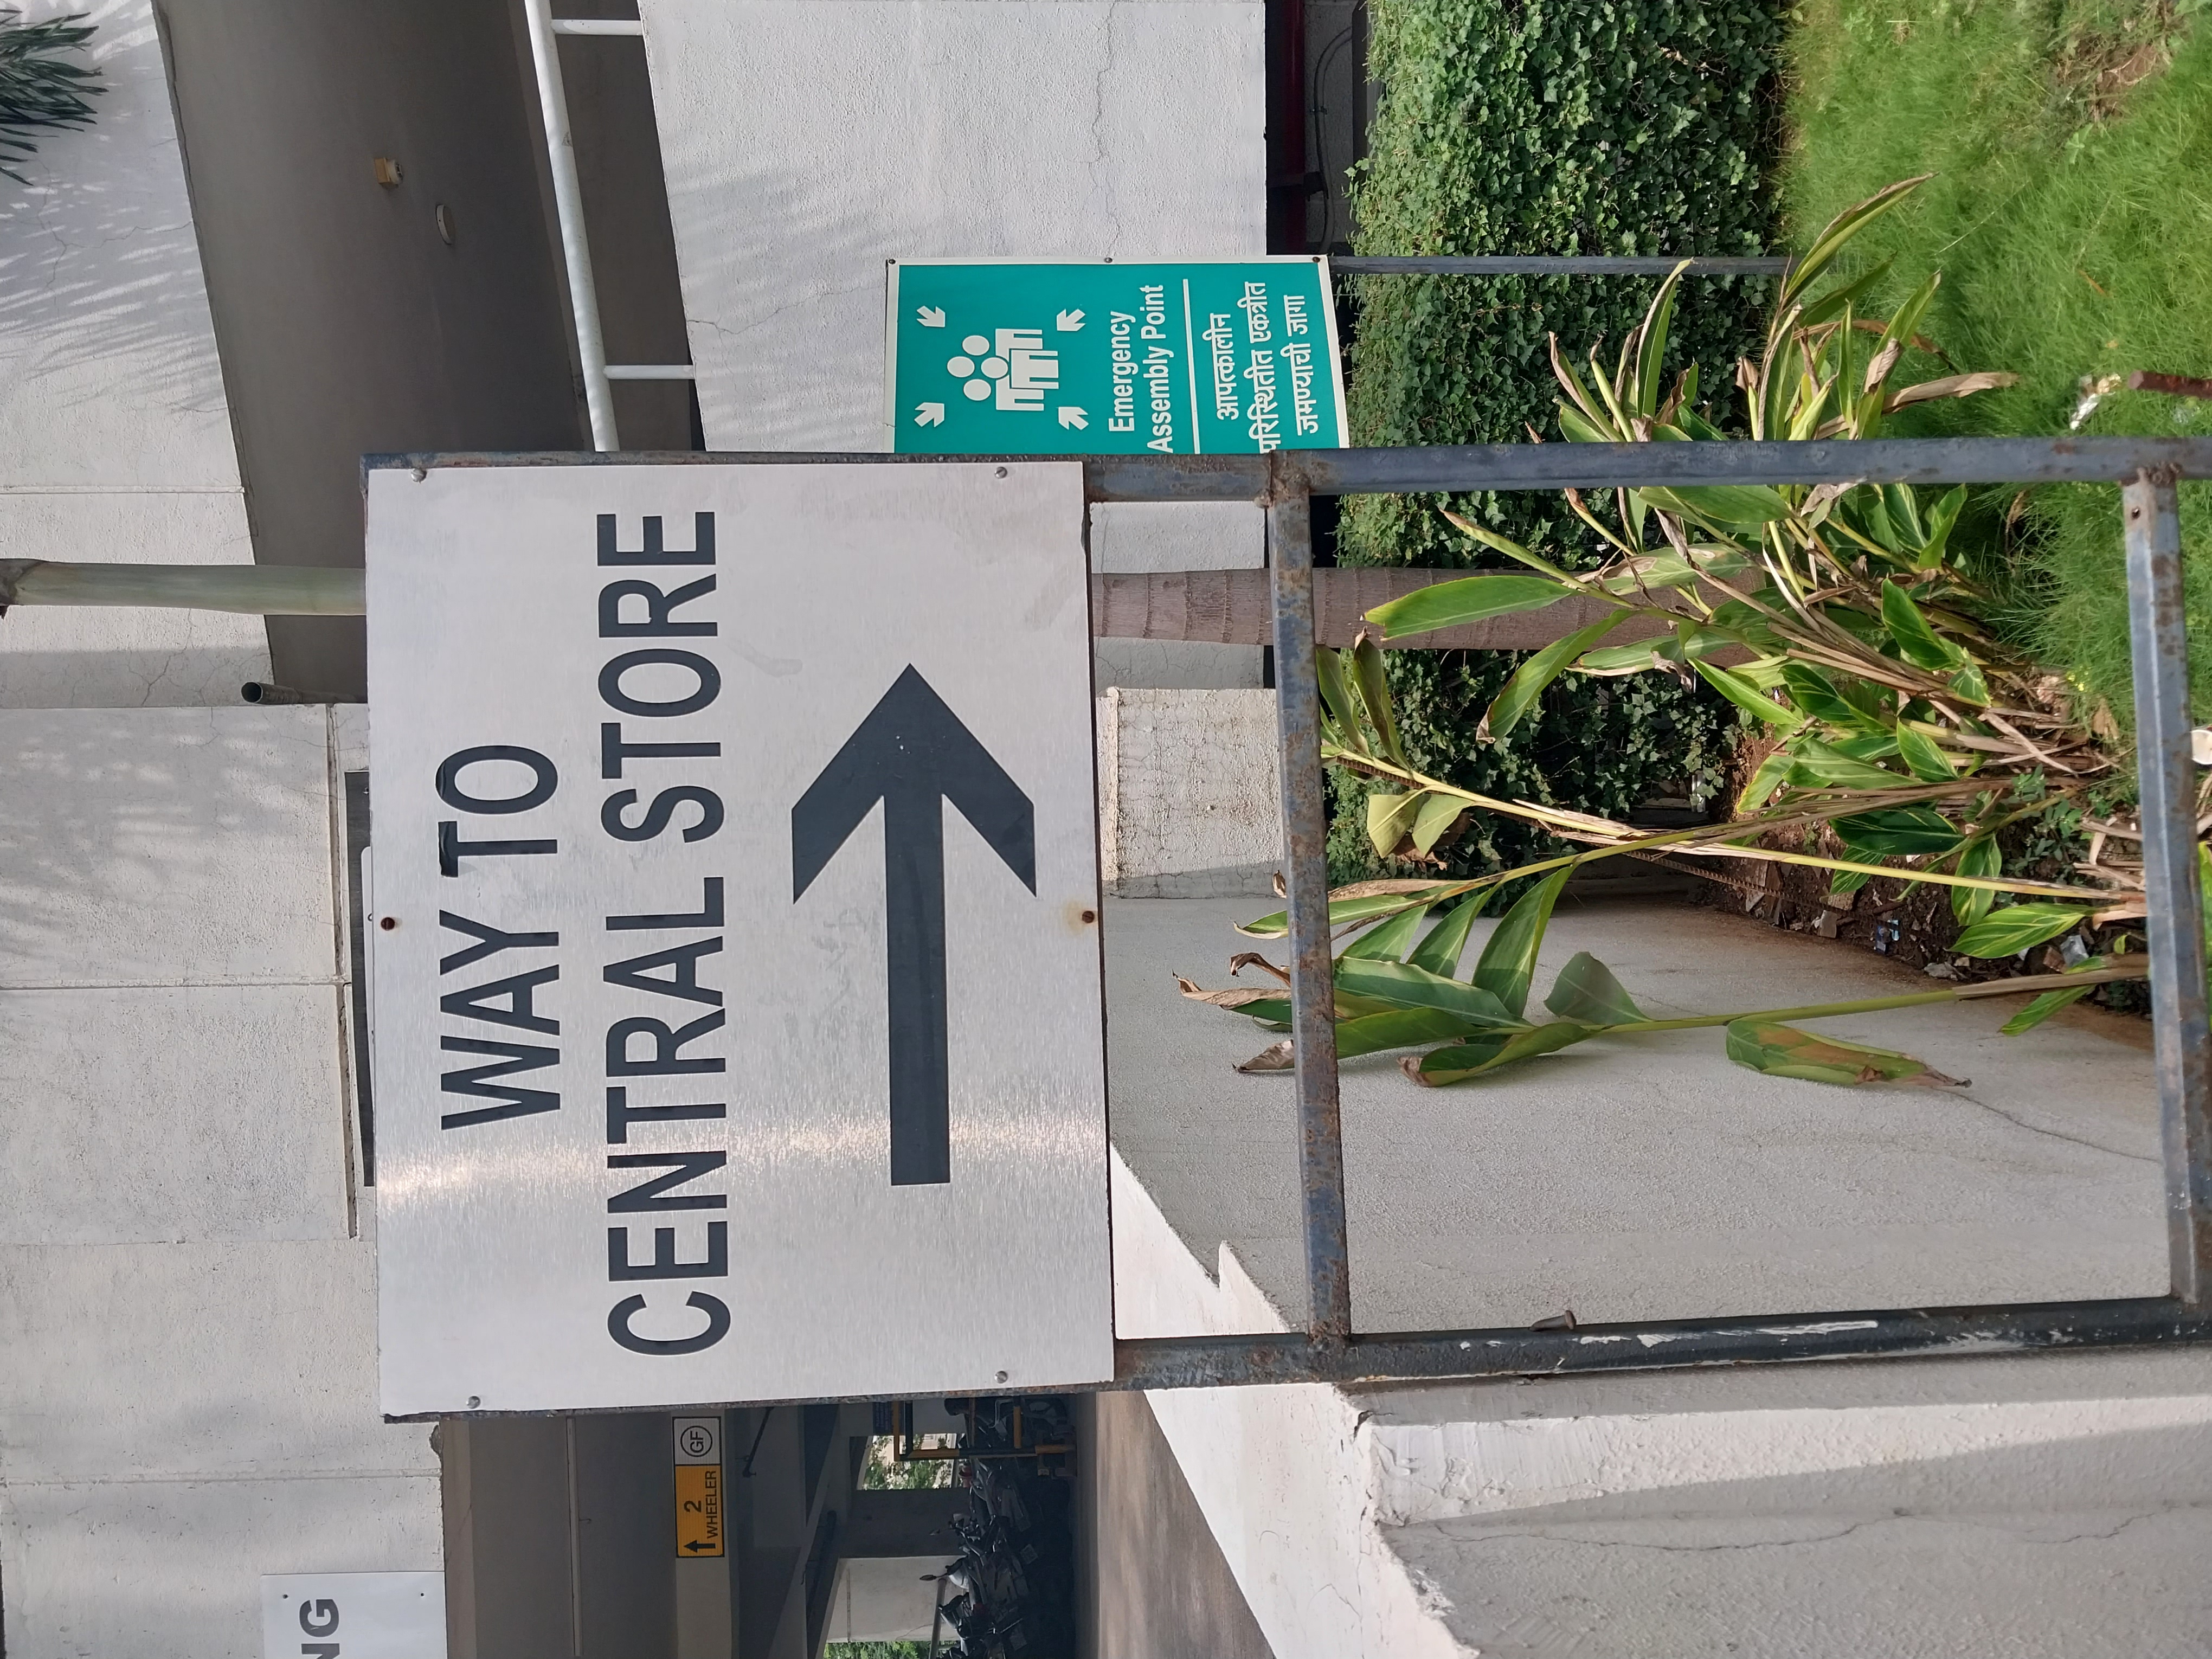 WAY TO
CENTRAL STORE
Emergency
Assembly Point
आपत्कालीन
परिस्थितीत एकत्रीत
जमण्याची जागा
2
WHEELER
GF
NG